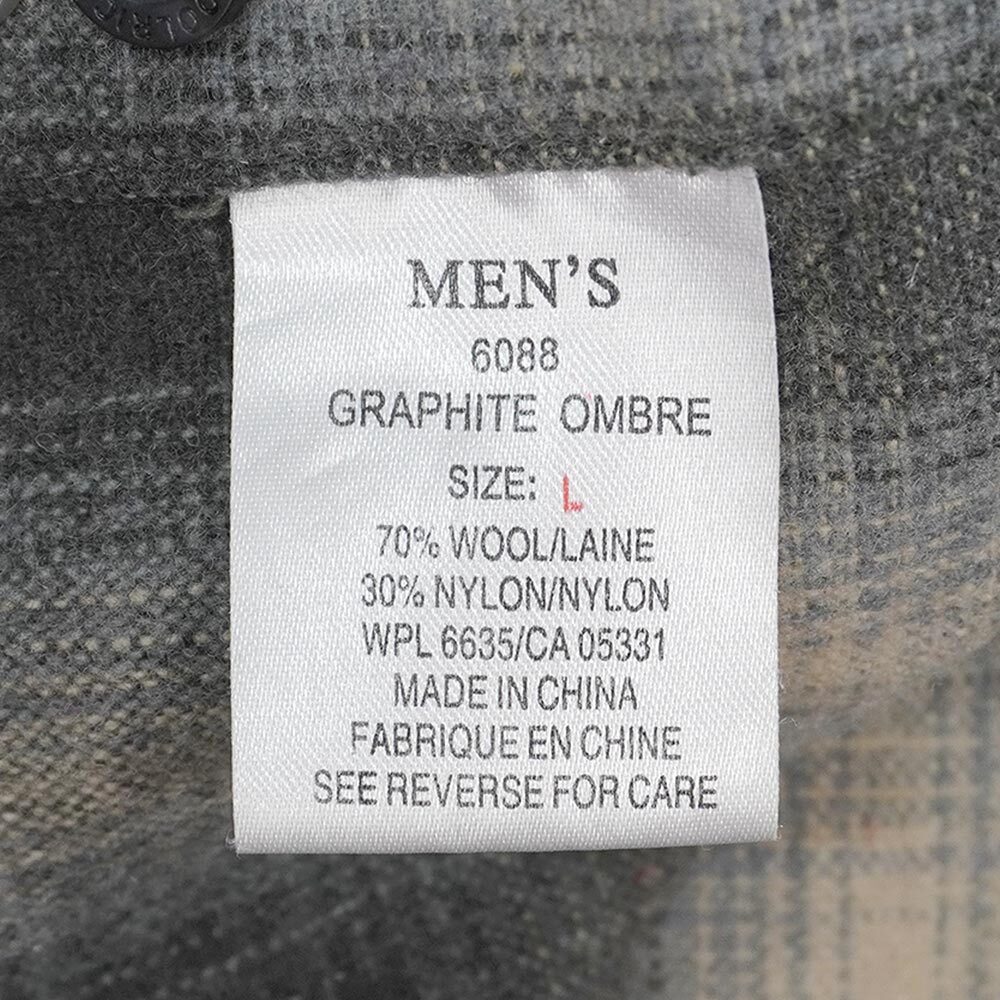 OOLRIC
MEN'S
6088
GRAPHITE OMBRE
SIZE: L
70% WOOL/LAINE
30% NYLON/NYLON
WPL 6635/CA 05331
MADE IN CHINA
FABRIQUE EN CHINE
SEE REVERSE FOR CARE